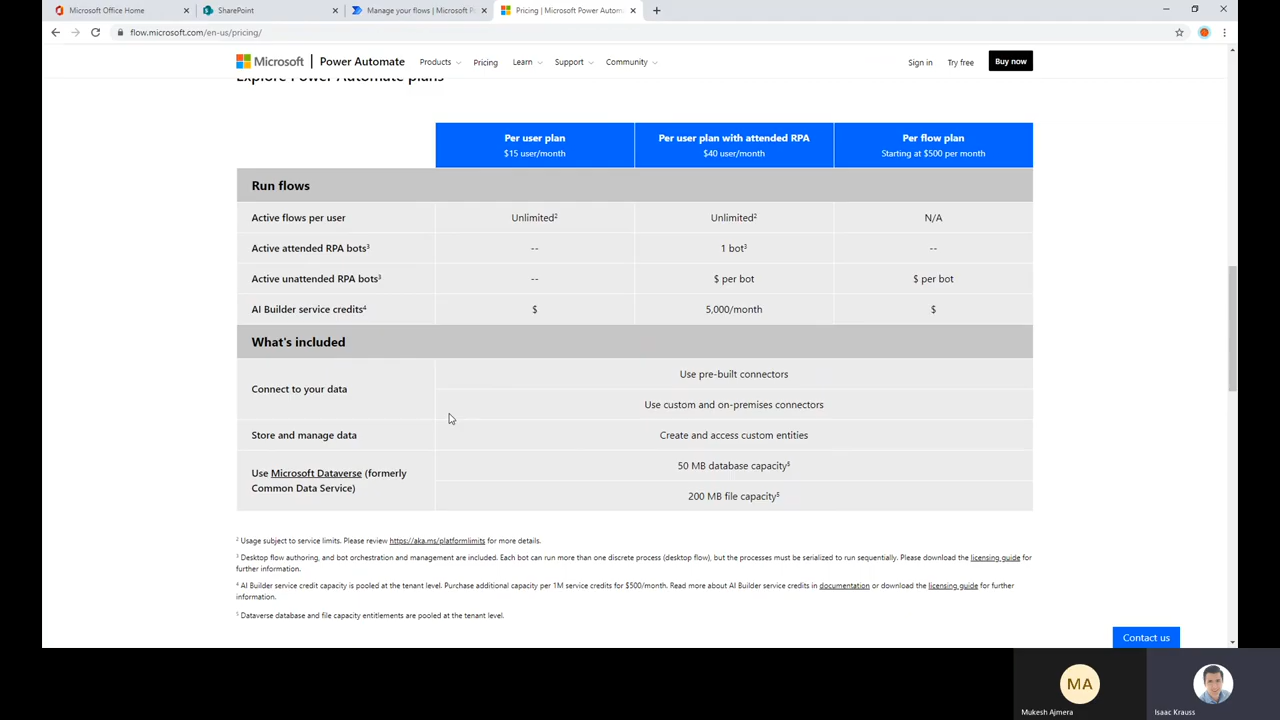 Microsoft Office Home
SharePoint
Manage your flows | Microsoft P
Pricing | Microsoft Power Autom
flow.microsoft.com/en-us/pricing/
Microsoft | Power Automate
Products
Pricing
Learn
Support
Community
Sign in
Try free
Buy now
Explore Power Automate plans
Per user plan
$15 user/month
Per user plan with attended RPA
$40 user/month
Per flow plan
Starting at $500 per month
Run flows
Active flows per user Unlimited² Unlimited² N/A
Active attended RPA bots³ -- 1 bot³ --
Active unattended RPA bots³ -- $ per bot $ per bot
AI Builder service credits⁴ $ 5,000/month $
What's included
Connect to your data
Use pre-built connectors
Use custom and on-premises connectors
Store and manage data Create and access custom entities
Use Microsoft Dataverse (formerly
Common Data Service)
50 MB database capacity⁵
200 MB file capacity⁵
² Usage subject to service limits. Please review https://aka.ms/platformlimits for more details.
³ Desktop flow authoring, and bot orchestration and management are included. Each bot can run more than one discrete process (desktop flow), but the processes must be serialized to run sequentially. Please download the licensing guide for
further information.
⁴ AI Builder service credit capacity is pooled at the tenant level. Purchase additional capacity per 1M service credits for $500/month. Read more about AI Builder service credits in documentation or download the licensing guide for further
information.
⁵ Dataverse database and file capacity entitlements are pooled at the tenant level.
Contact us
MA
Mukesh Ajmera
Isaac Krauss